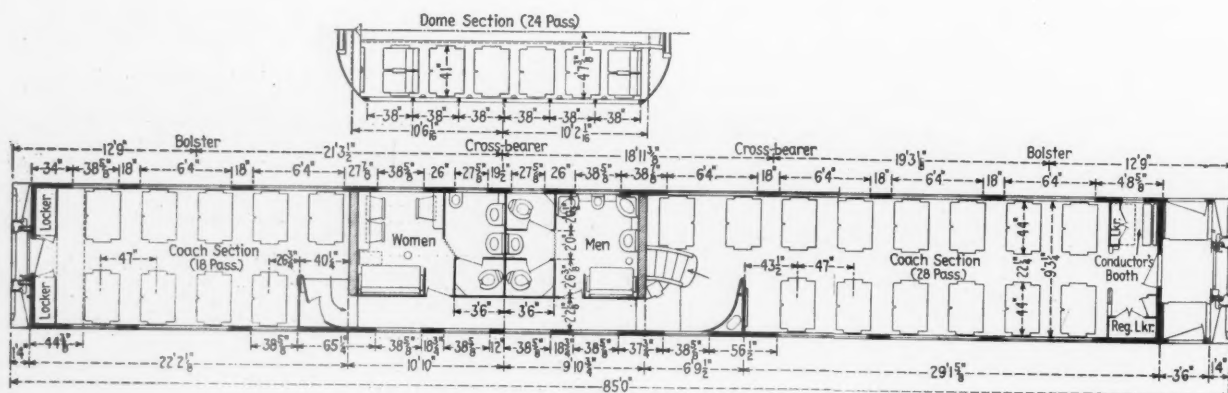 Dome Section (24 Pass.)
41"
47 3/8"
38" 38" 38" 38" 38" 38"
10'6 1/16" 10'2 1/16"
12'9" Bolster 21'3 1/2" Cross-bearer 18'11 3/8" Cross-bearer 19'3 1/8" Bolster 12'9"
34" 38 5/8" 18" 6'4" 18" 6'4" 27 7/8" 38 5/8" 26" 27 5/8" 19 1/2" 27 5/8" 26" 38 5/8" 38 1/8" 6'4" 18" 6'4" 18" 6'4" 18" 6'4" 4'8 5/8"
Locker
Coach Section
(18 Pass.)
47" 26 3/4" 40 1/4"
Locker
Women
Men
20"
26 3/8"
3'6" 3'6"
43 1/2" 47"
Coach Section
(28 Pass.)
44"
22 1/4"
44"
9'3 1/4"
Lkr.
Conductor's
Booth
Reg. Lkr.
44 3/8" 38 5/8" 65 1/4" 38 5/8" 18 3/4" 38 5/8" 12" 38 5/8" 18 3/4" 38 5/8" 37 3/4" 38 5/8" 56 1/2"
14" 22'2 1/8" 10'10" 9'10 3/4" 6'9 1/2" 29'1 5/8" 3'6" 1'4"
85'0"